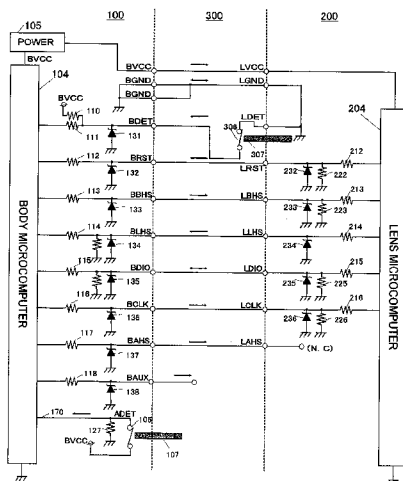 100 300 200
105
POWER
BVCC
104
BVCC LVCC
BGND LGND
BGND
204
BVCC
110
111
BDET LDET
131
306
307
212
112
BRST LRST
132
232 222
213
113
BBHS LBHS
133
233 223
214
114
BLHS LLHS
134
234
215
115
BDIO LDIO
135
235 225
216
116
BCLK LCLK
136
236 226
117
BAHS LAHS
137
(N.C)
118
BAUX
138
170
ADET
106
127
BVCC
107
BODY MICROCOMPUTER
LENS MICROCOMPUTER